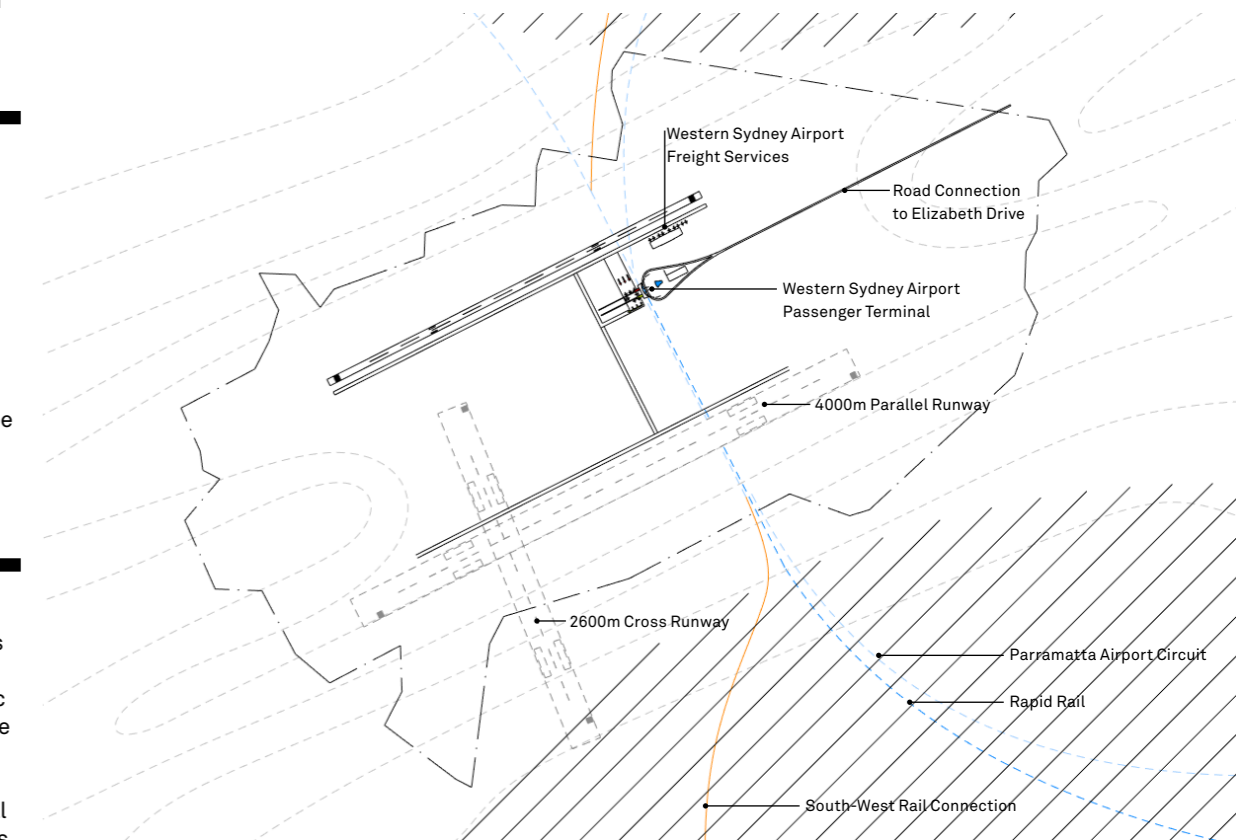 Western Sydney Airport
Freight Services
Road Connection
to Elizabeth Drive
Western Sydney Airport
Passenger Terminal
4000m Parallel Runway
2600m Cross Runway
Parramatta Airport Circuit
Rapid Rail
South-West Rail Connection